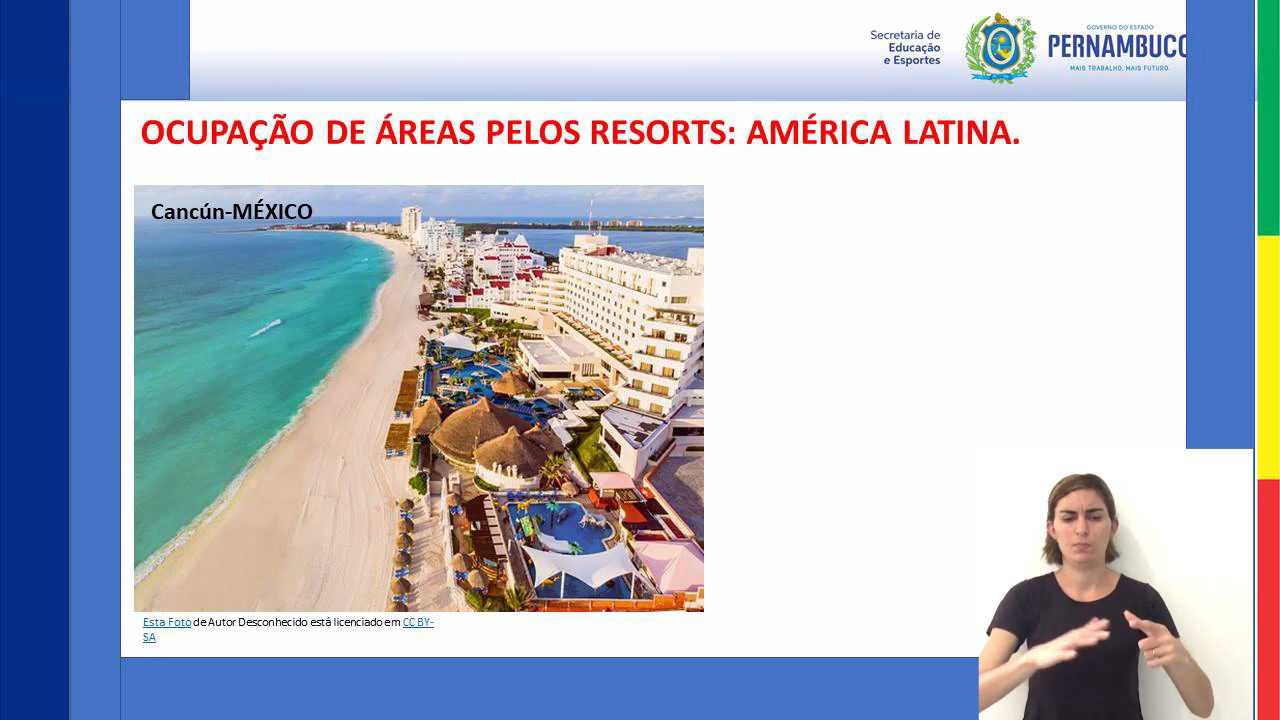 Secretaria de
Educação
e Esportes
GOVERNO DO ESTADO
PERNAMBUCO
MAIS TRABALHO, MAIS FUTURO.
OCUPAÇÃO DE ÁREAS PELOS RESORTS: AMÉRICA LATINA.
Cancún-MÉXICO
Esta Foto de Autor Desconhecido está licenciado em CC BY-
SA